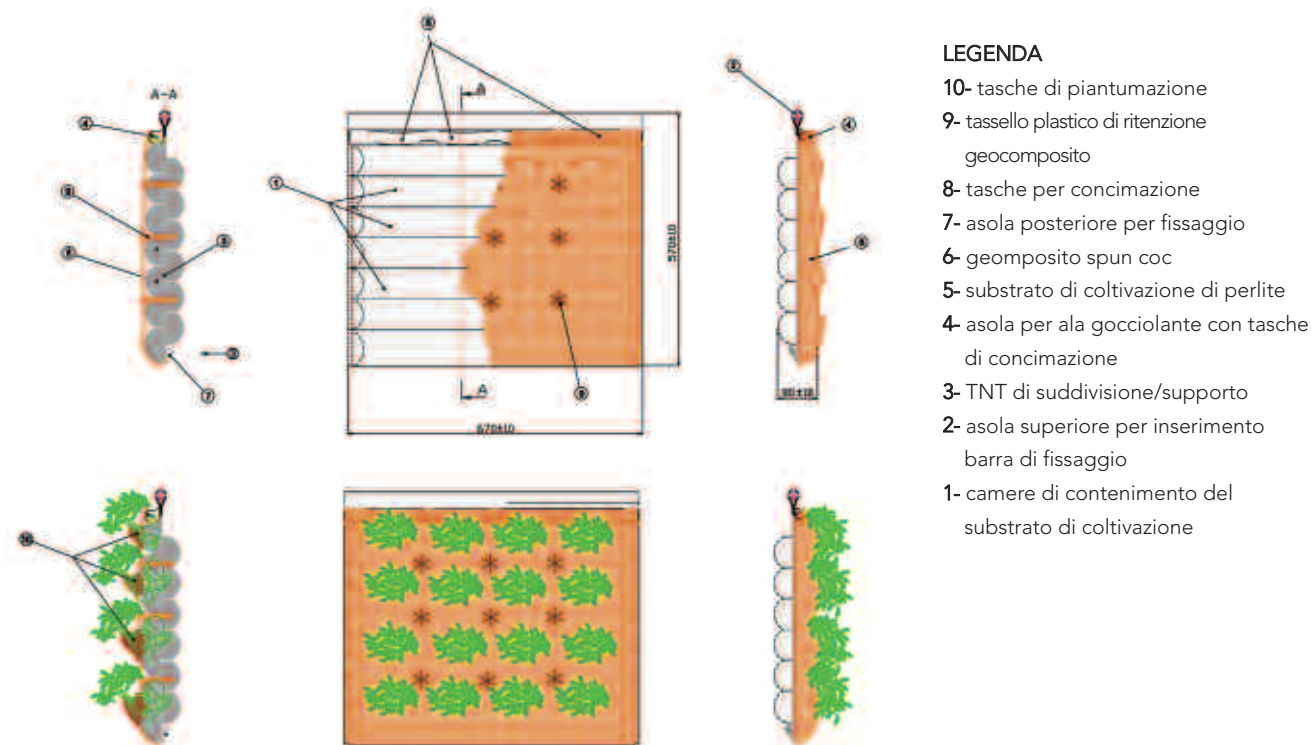 A-A
A
A
570±10
670±10
LEGENDA
10- tasche di piantumazione
9- tassello plastico di ritenzione
geocomposito
8- tasche per concimazione
7- asola posteriore per fissaggio
6- geomposito spun coc
5- substrato di coltivazione di perlite
4- asola per ala gocciolante con tasche
di concimazione
3- TNT di suddivisione/supporto
2- asola superiore per inserimento
barra di fissaggio
1- camere di contenimento del
substrato di coltivazione